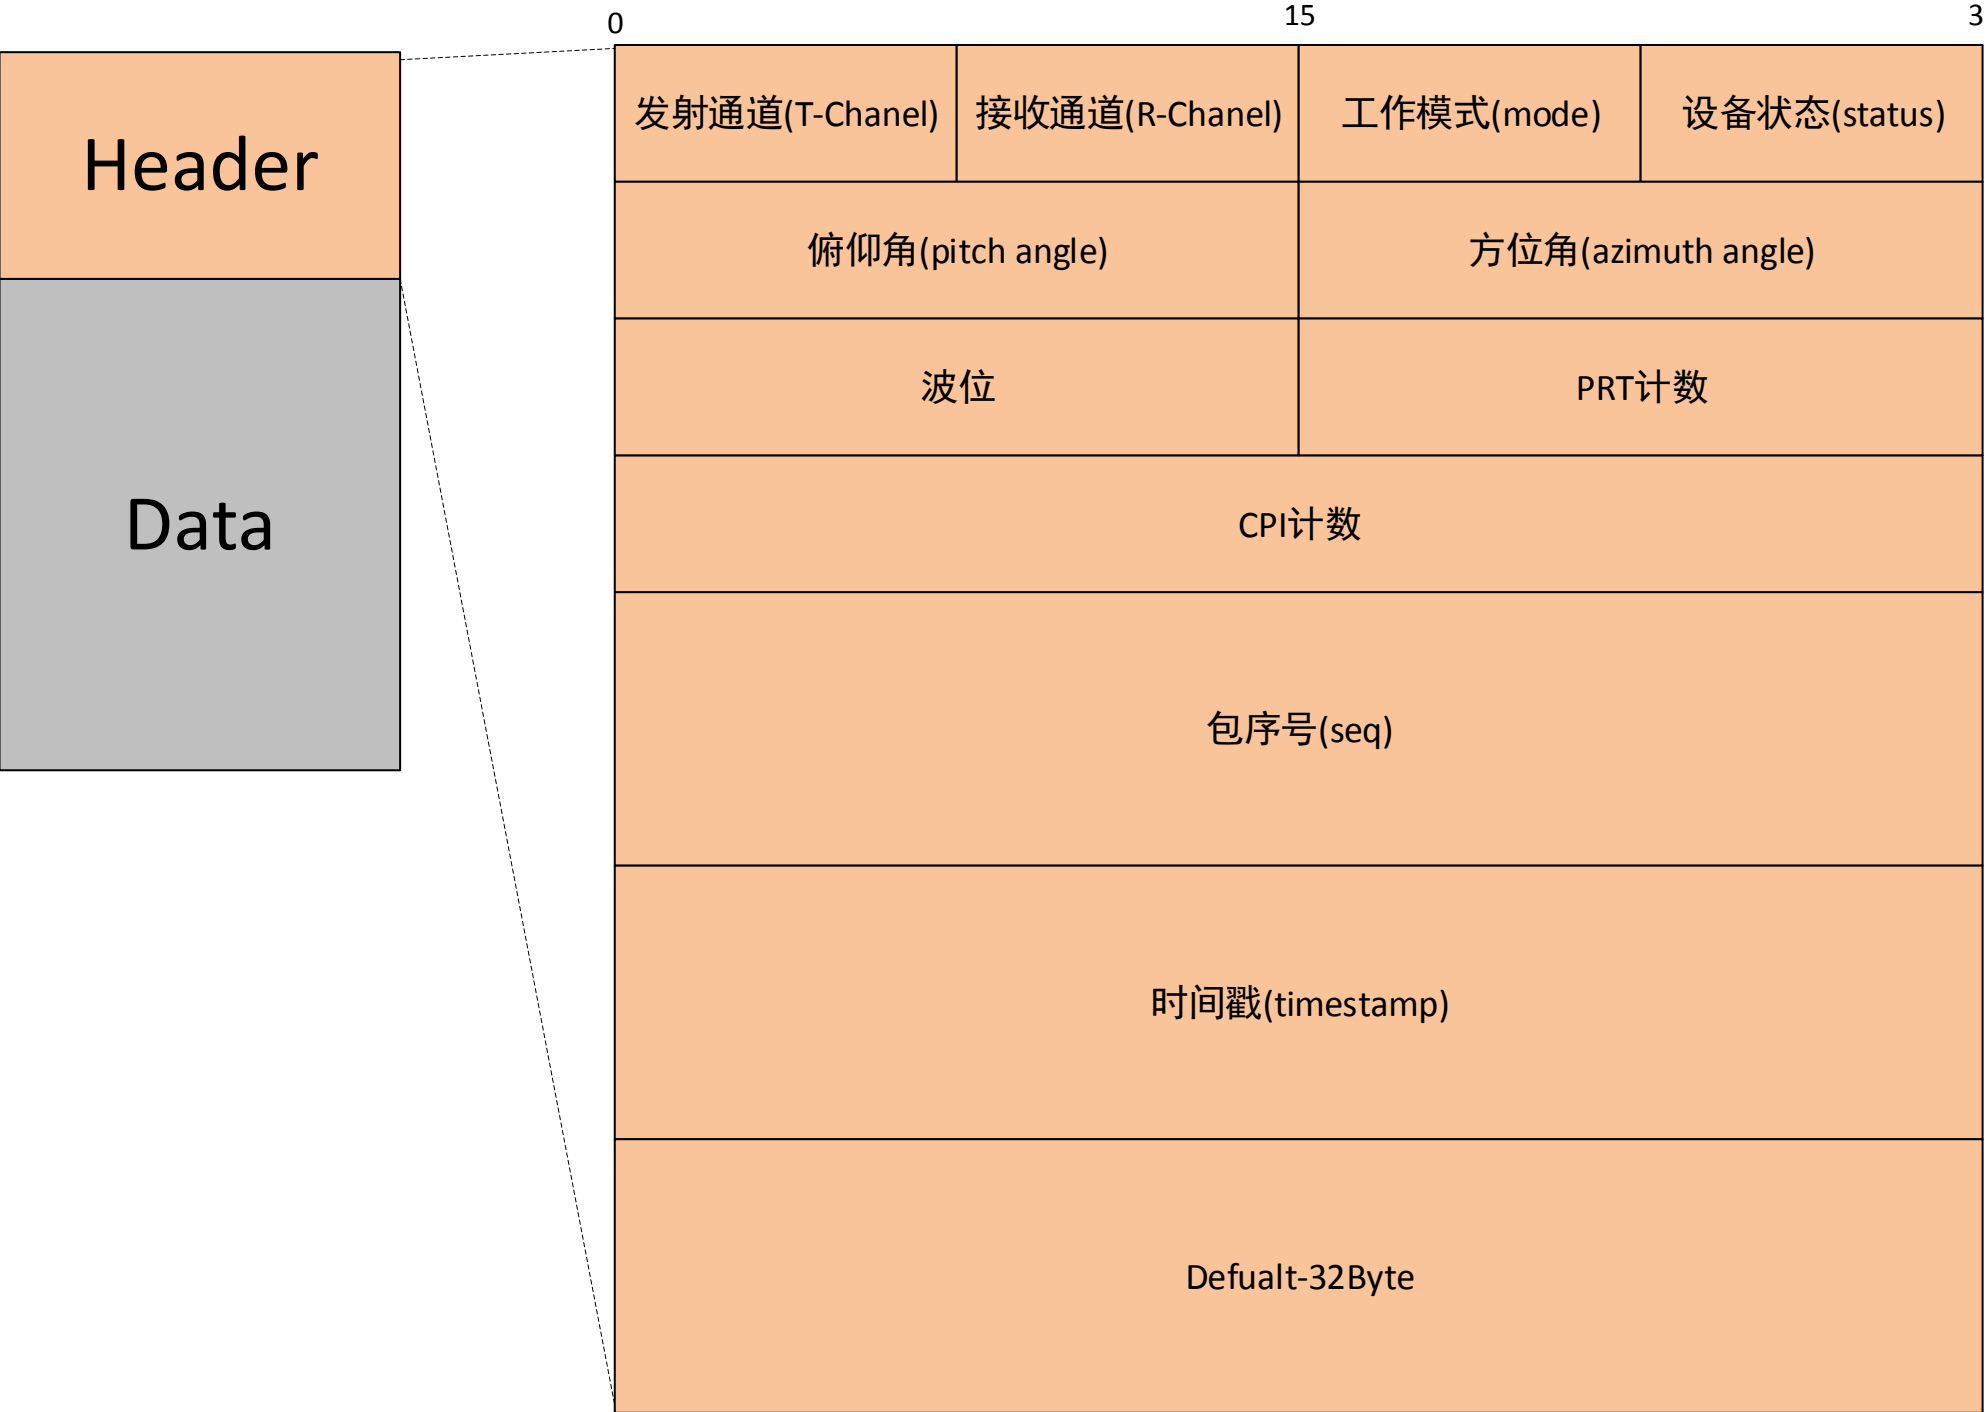 0
15
3
Header
Data
发射通道(T-Chanel)
接收通道(R-Chanel)
工作模式(mode)
设备状态(status)
俯仰角(pitch angle)
方位角(azimuth angle)
波位
PRT计数
CPI计数
包序号(seq)
时间戳(timestamp)
Defualt-32Byte